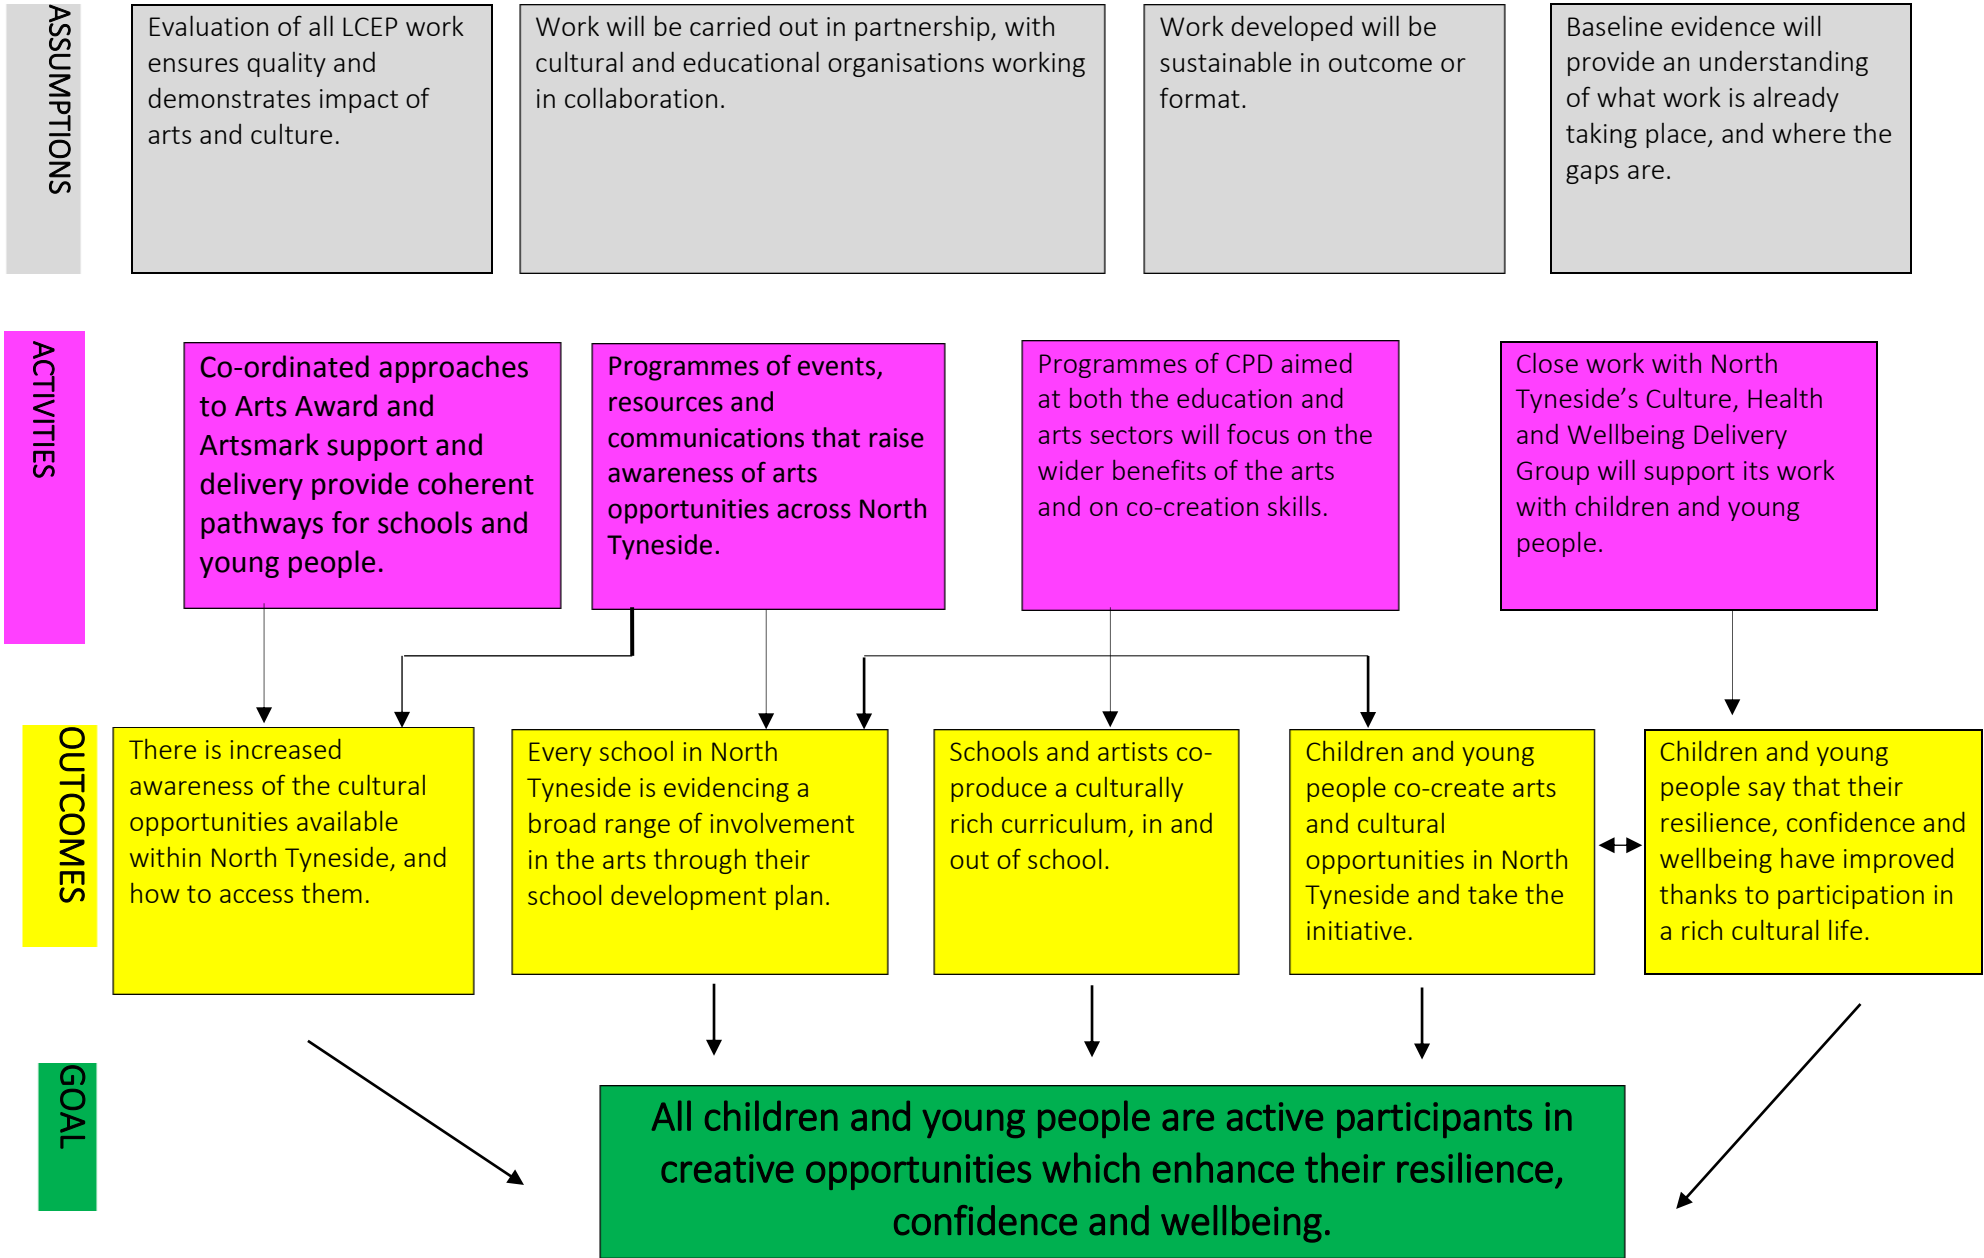 ASSUMPTIONS
Evaluation of all LCEP work
ensures quality and
demonstrates impact of
arts and culture.
Work will be carried out in partnership, with
cultural and educational organisations working
in collaboration.
Work developed will be
sustainable in outcome or
format.
Baseline evidence will
provide an understanding
of what work is already
taking place, and where the
gaps are.
ACTIVITIES
Co-ordinated approaches
to Arts Award and
Artsmark support and
delivery provide coherent
pathways for schools and
young people.
Programmes of events,
resources and
communications that raise
awareness of arts
opportunities across North
Tyneside.
Programmes of CPD aimed
at both the education and
arts sectors will focus on the
wider benefits of the arts
and on co-creation skills.
Close work with North
Tyneside’s Culture, Health
and Wellbeing Delivery
Group will support its work
with children and young
people.
OUTCOMES
There is increased
awareness of the cultural
opportunities available
within North Tyneside, and
how to access them.
Every school in North
Tyneside is evidencing a
broad range of involvement
in the arts through their
school development plan.
Schools and artists co-
produce a culturally
rich curriculum, in and
out of school.
Children and young
people co-create arts
and cultural
opportunities in North
Tyneside and take the
initiative.
Children and young
people say that their
resilience, confidence and
wellbeing have improved
thanks to participation in
a rich cultural life.
GOAL
All children and young people are active participants in
creative opportunities which enhance their resilience,
confidence and wellbeing.